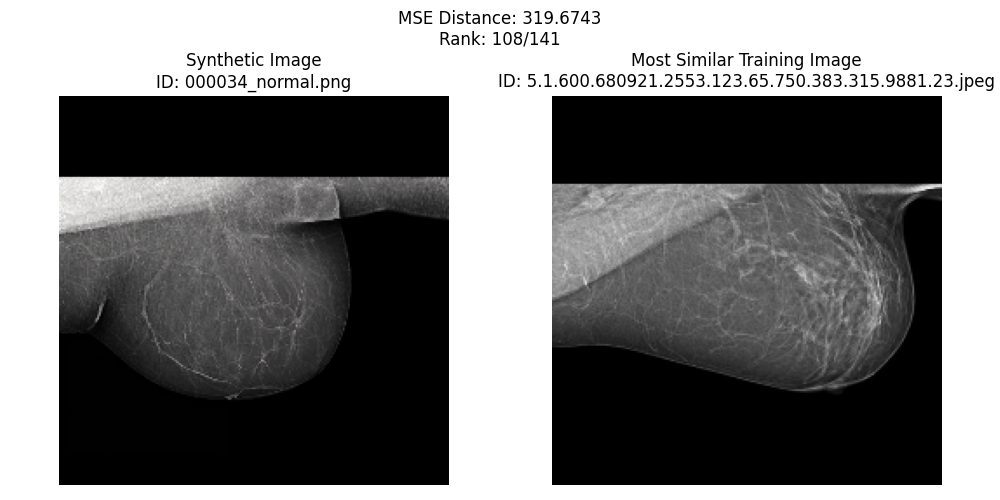 MSE Distance: 319.6743
Rank: 108/141
Synthetic Image
ID: 000034_normal.png
Most Similar Training Image
ID: 5.1.600.680921.2553.123.65.750.383.315.9881.23.jpeg